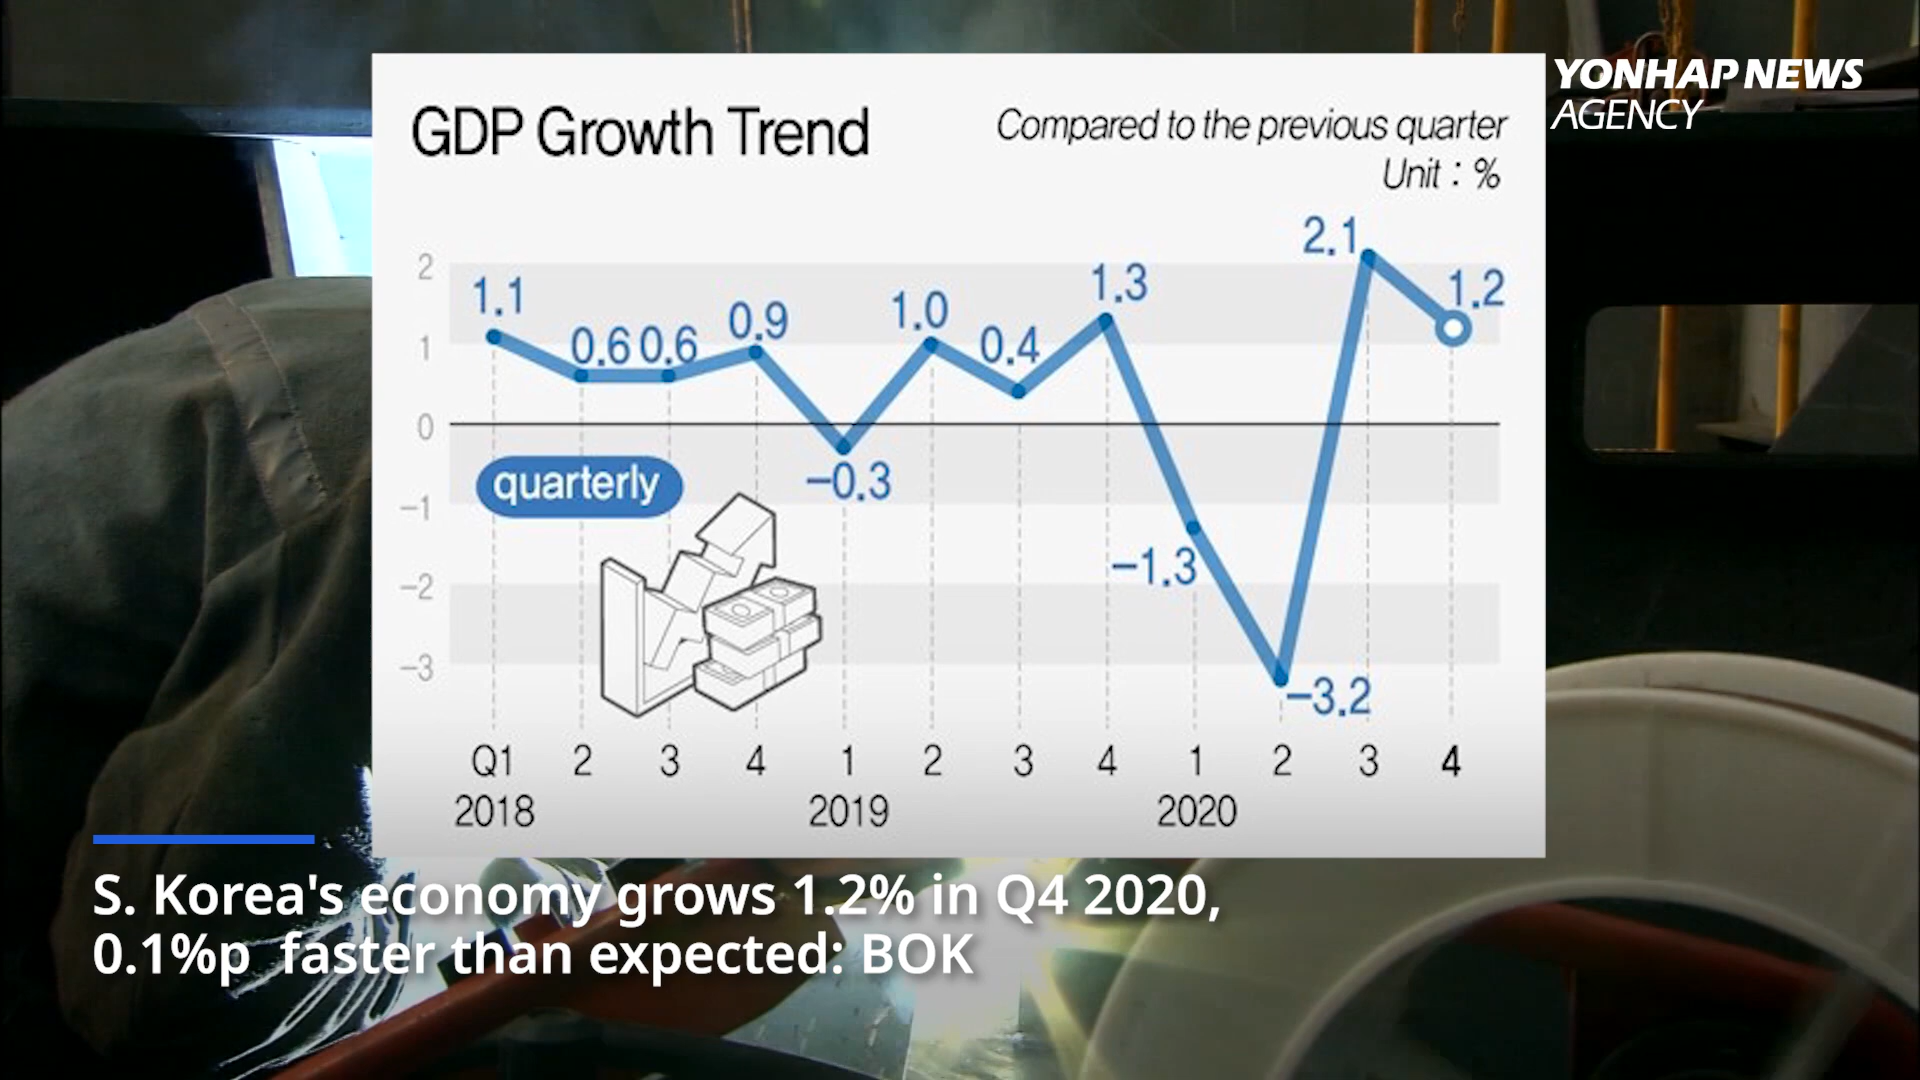 YONHAP NEWS
AGENCY
GDP Growth Trend
Compared to the previous quarter
Unit : %
2
1
0
−1
−2
−3
1.1
0.6
0.6
0.9
−0.3
1.0
0.4
1.3
−1.3
−3.2
2.1
1.2
quarterly
Q1 2 3 4 1 2 3 4 1 2 3 4
2018 2019 2020
S. Korea's economy grows 1.2% in Q4 2020,
0.1%p faster than expected: BOK